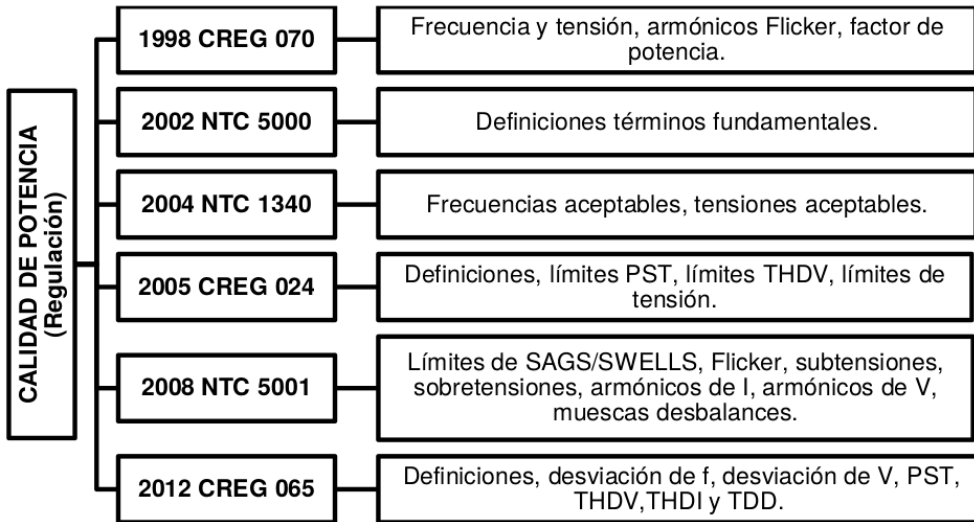 CALIDAD DE POTENCIA
(Regulación)
1998 CREG 070
Frecuencia y tensión, armónicos Flicker, factor de
potencia.
2002 NTC 5000
Definiciones términos fundamentales.
2004 NTC 1340
Frecuencias aceptables, tensiones aceptables.
2005 CREG 024
Definiciones, límites PST, límites THDV, límites de
tensión.
2008 NTC 5001
Límites de SAGS/SWELLS, Flicker, subtensiones,
sobretensiones, armónicos de I, armónicos de V,
muescas desbalances.
2012 CREG 065
Definiciones, desviación de f, desviación de V, PST,
THDV,THDI y TDD.